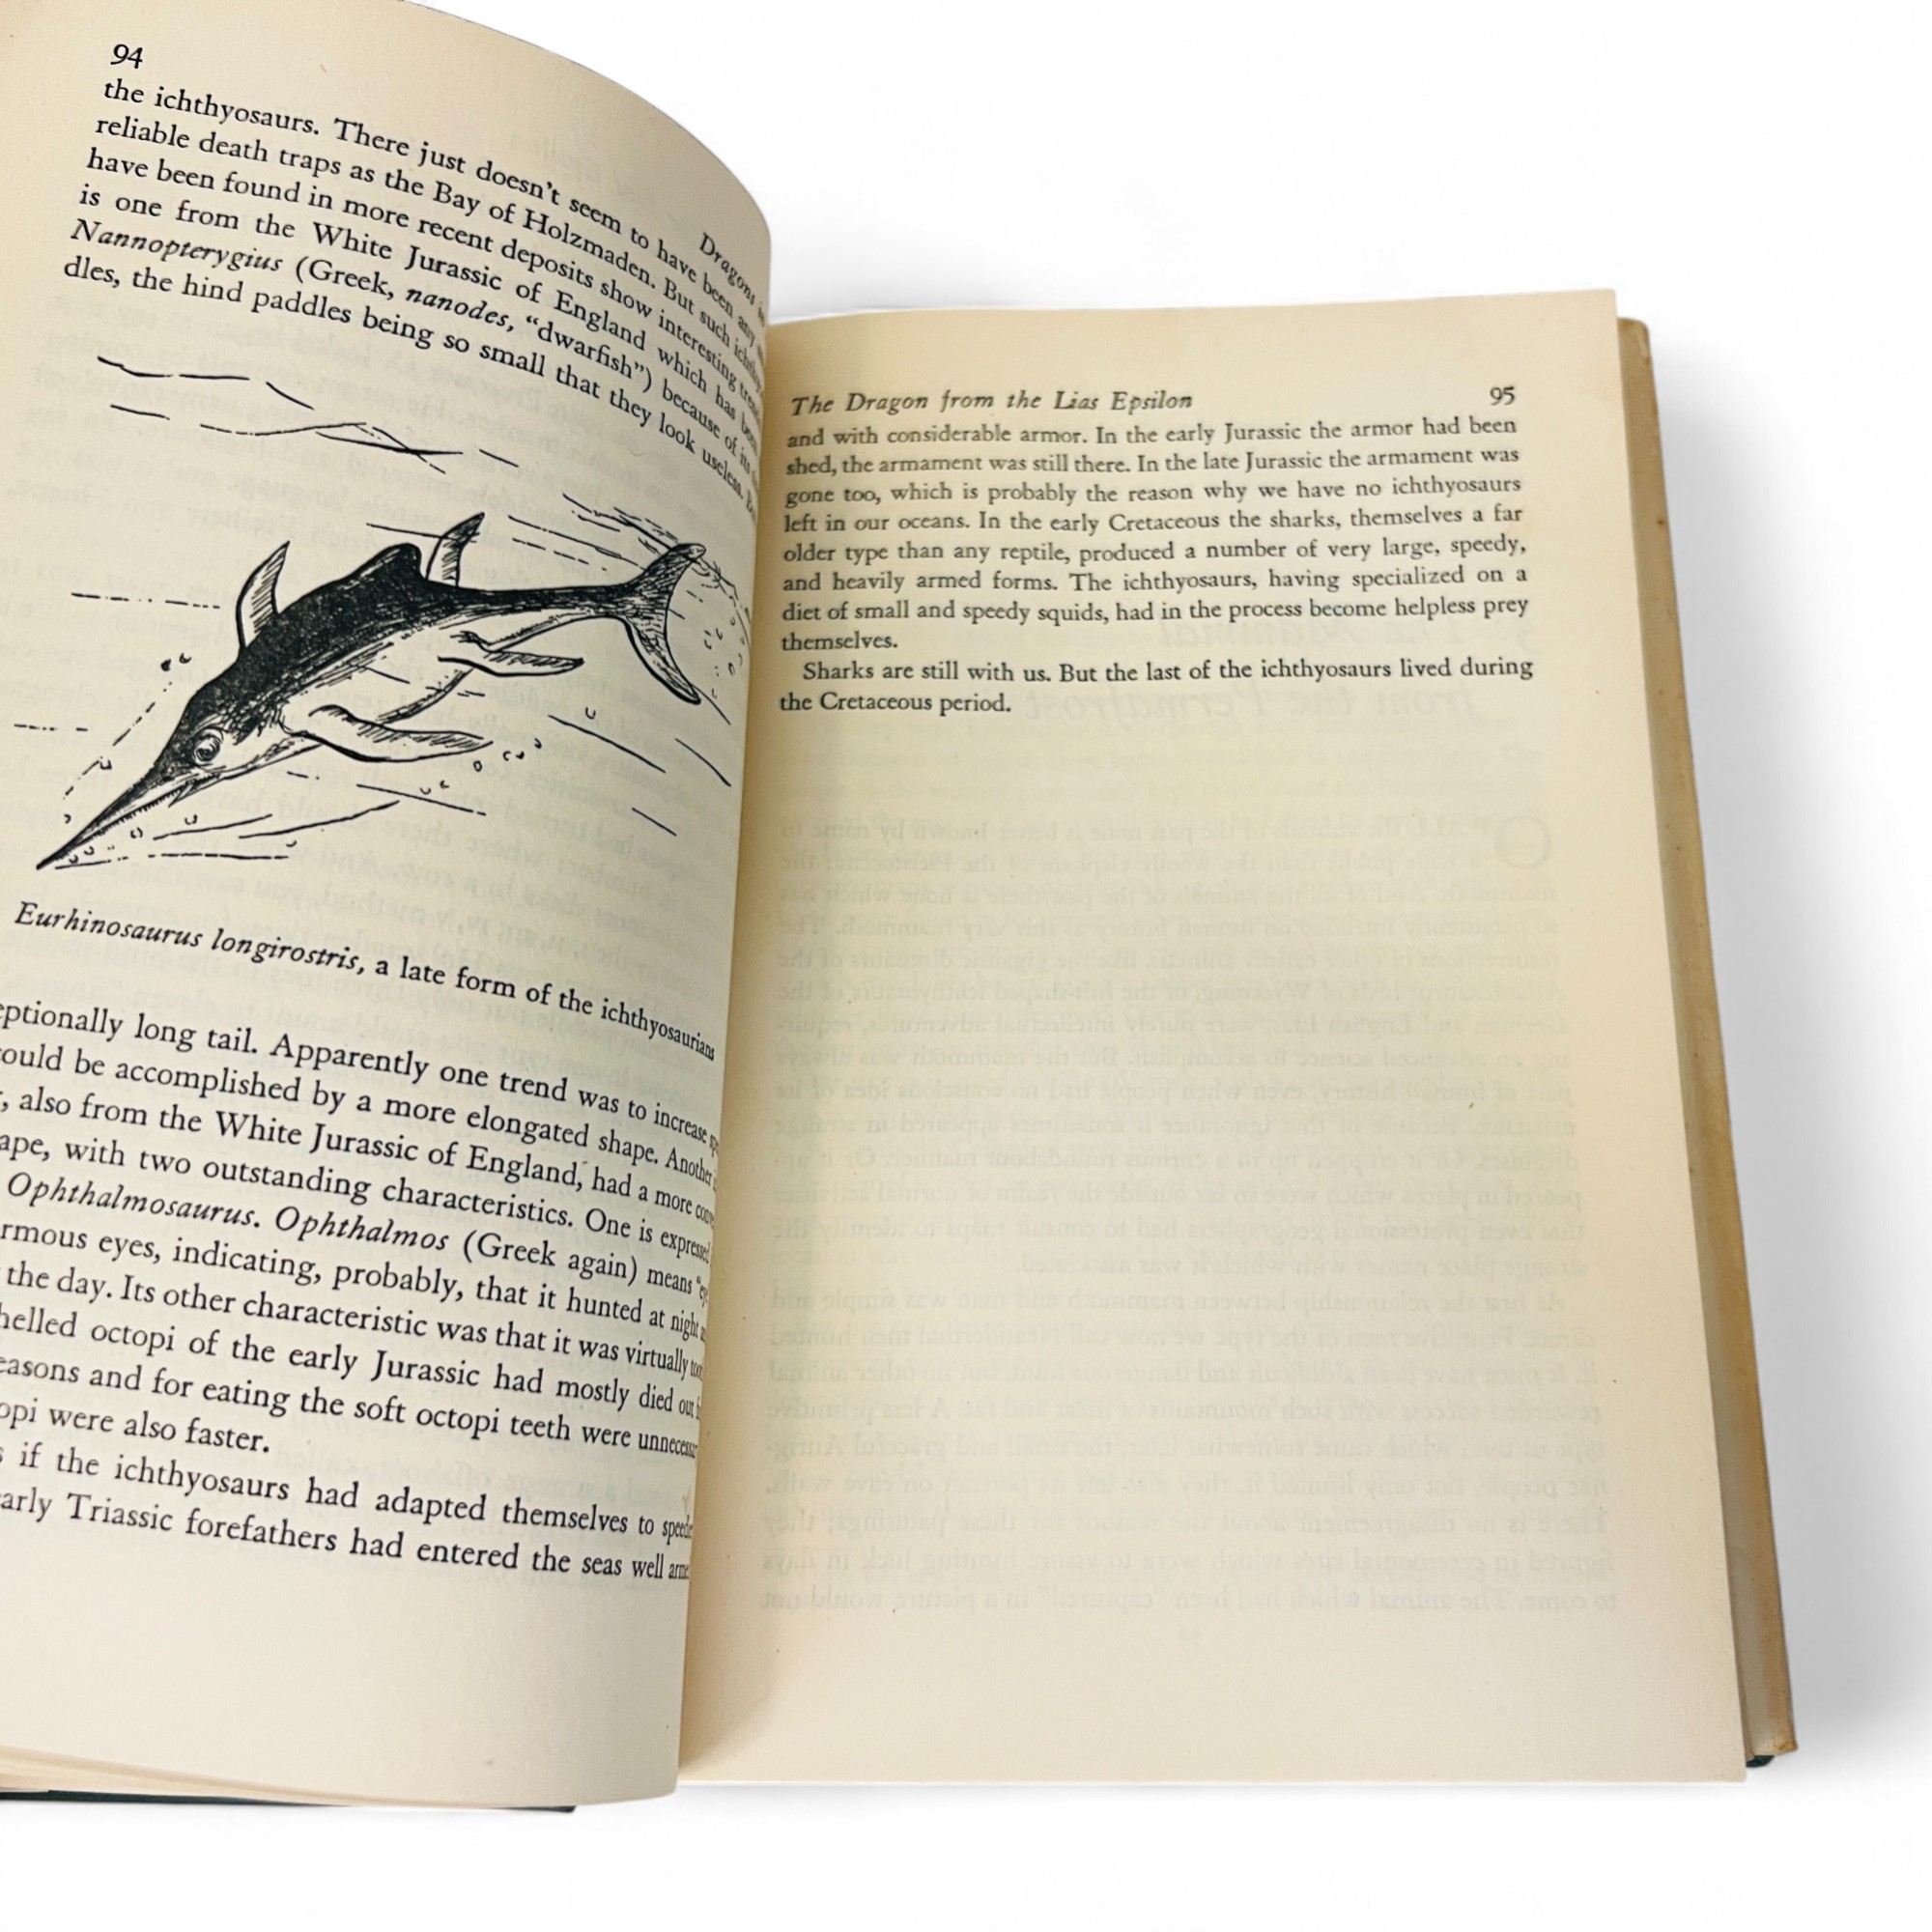 94
Dragons in
the ichthyosaurs. There just doesn't seem to have been any
reliable death traps as the Bay of Holzmaden. But such
have been found in more recent deposits show interesting
is one from the White Jurassic of England which has been
Nannopterygius (Greek, nanodes, “dwarfish”) because of its
dles, the hind paddles being so small that they look useless.
Eurhinosaurus longirostris, a late form of the ichthyosaurians
eptionally long tail. Apparently one trend was to increase
ould be accomplished by a more elongated shape. Another
, also from the White Jurassic of England, had a more
ape, with two outstanding characteristics. One is expressed
Ophthalmosaurus. Ophthalmos (Greek again) means
rmous eyes, indicating, probably, that it hunted at night
the day. Its other characteristic was that it was virtually
helled octopi of the early Jurassic had mostly died out
easons and for eating the soft octopi teeth were
opi were also faster.
s if the ichthyosaurs had adapted themselves to
arly Triassic forefathers had entered the seas well
The Dragon from the Lias Epsilon 95
and with considerable armor. In the early Jurassic the armor had been
shed, the armament was still there. In the late Jurassic the armament was
gone too, which is probably the reason why we have no ichthyosaurs
left in our oceans. In the early Cretaceous the sharks, themselves a far
older type than any reptile, produced a number of very large, speedy,
and heavily armed forms. The ichthyosaurs, having specialized on a
diet of small and speedy squids, had in the process become helpless prey
themselves.
Sharks are still with us. But the last of the ichthyosaurs lived during
the Cretaceous period.